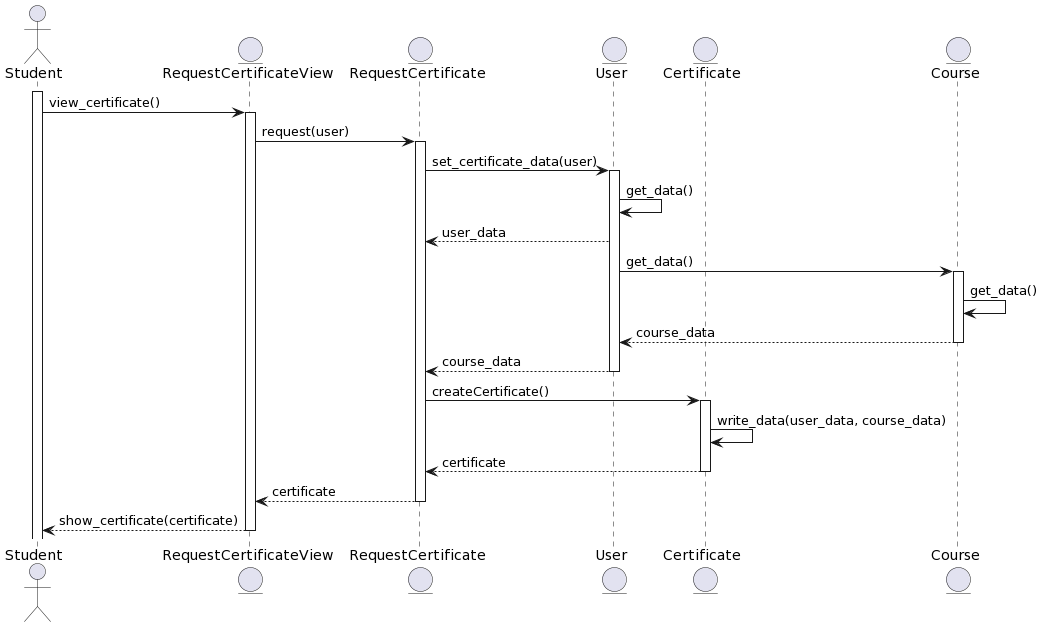 Student
RequestCertificateView
RequestCertificate
User
Certificate
Course
view_certificate()
request(user)
set_certificate_data(user)
get_data()
user_data
get_data()
get_data()
course_data
course_data
createCertificate()
write_data(user_data, course_data)
certificate
certificate
show_certificate(certificate)
Student
RequestCertificateView
RequestCertificate
User
Certificate
Course